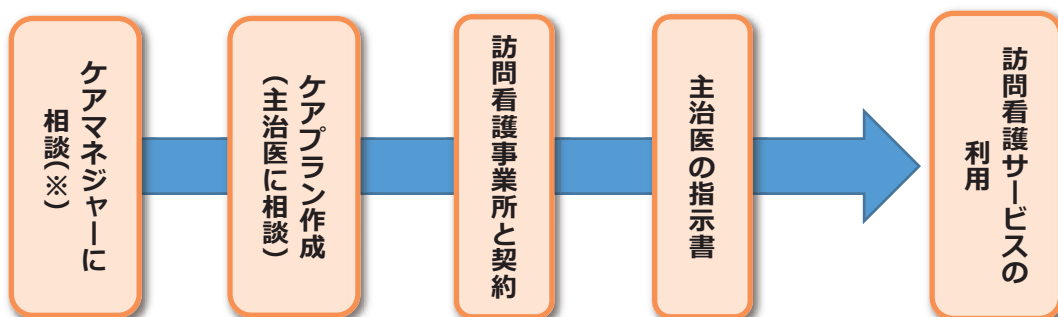 ケアマネジャーに
相談(※)
ケアプラン作成
(主治医に相談)
訪問看護事業所と契約
主治医の指示書
訪問看護サービスの
利用